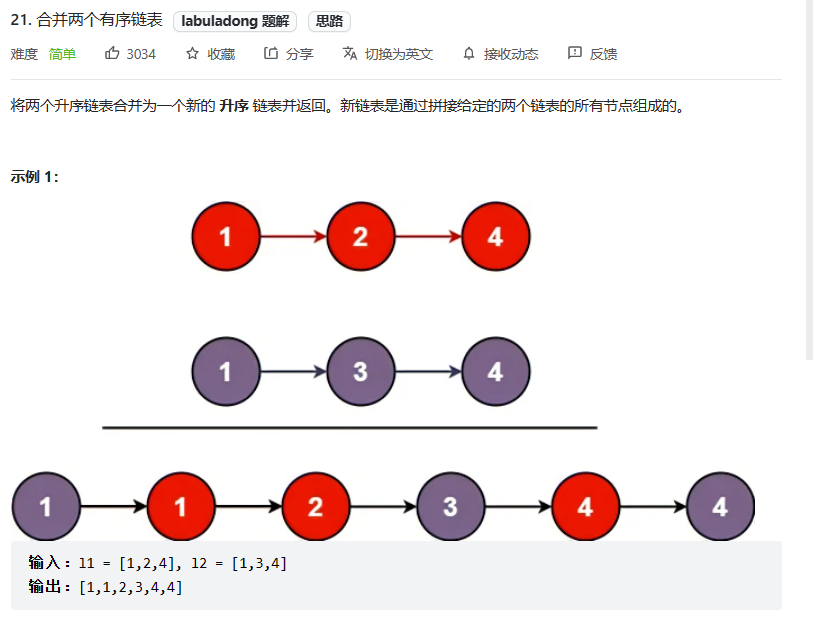 21. 合并两个有序链表 labuladong 题解 思路
难度 简单 3034 收藏 分享 切换为英文 接收动态 反馈
将两个升序链表合并为一个新的 升序 链表并返回。新链表是通过拼接给定的两个链表的所有节点组成的。
示例 1：
1 2 4
1 3 4
1 1 2 3 4 4
输入：l1 = [1,2,4], l2 = [1,3,4]
输出：[1,1,2,3,4,4]